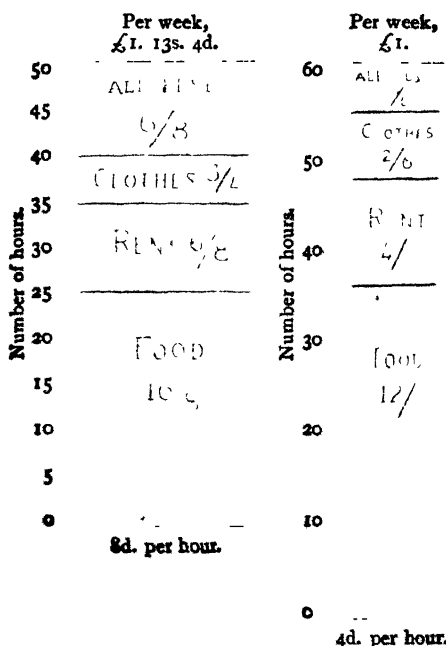 Per week,
£1. 13s. 4d.
50
45
6/8
40
CLOTHES 3/
35
RENT 6/8
30
25
20
FOOD
15
10
5
0
Number of hours.
8d. per hour.
Per week,
£1.
60
CLOTHES
50
2/6
RENT
40
4/
30
FOOD
12/
20
10
0
Number of hours.
4d. per hour.